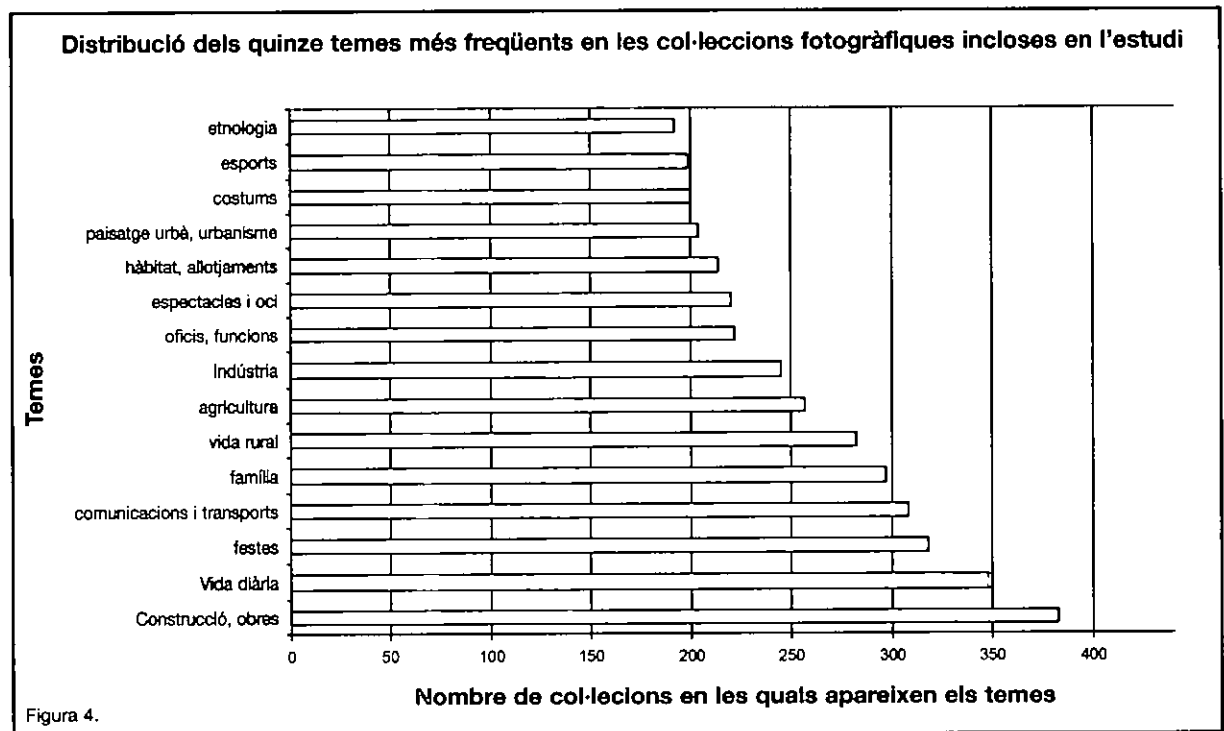 Distribució dels quinze temes més freqüents en les col·leccions fotogràfiques incloses en l'estudi
Temes
etnologia
esports
costums
paisatge urbà, urbanisme
hàbitat, allotjaments
espectacles i oci
oficis, funcions
Indústria
agricultura
vida rural
família
comunicacions i transports
festes
Vida diària
Construcció, obres
0 50 100 150 200 250 300 350 400
Nombre de col·lecions en les quals apareixen els temes
Figura 4.